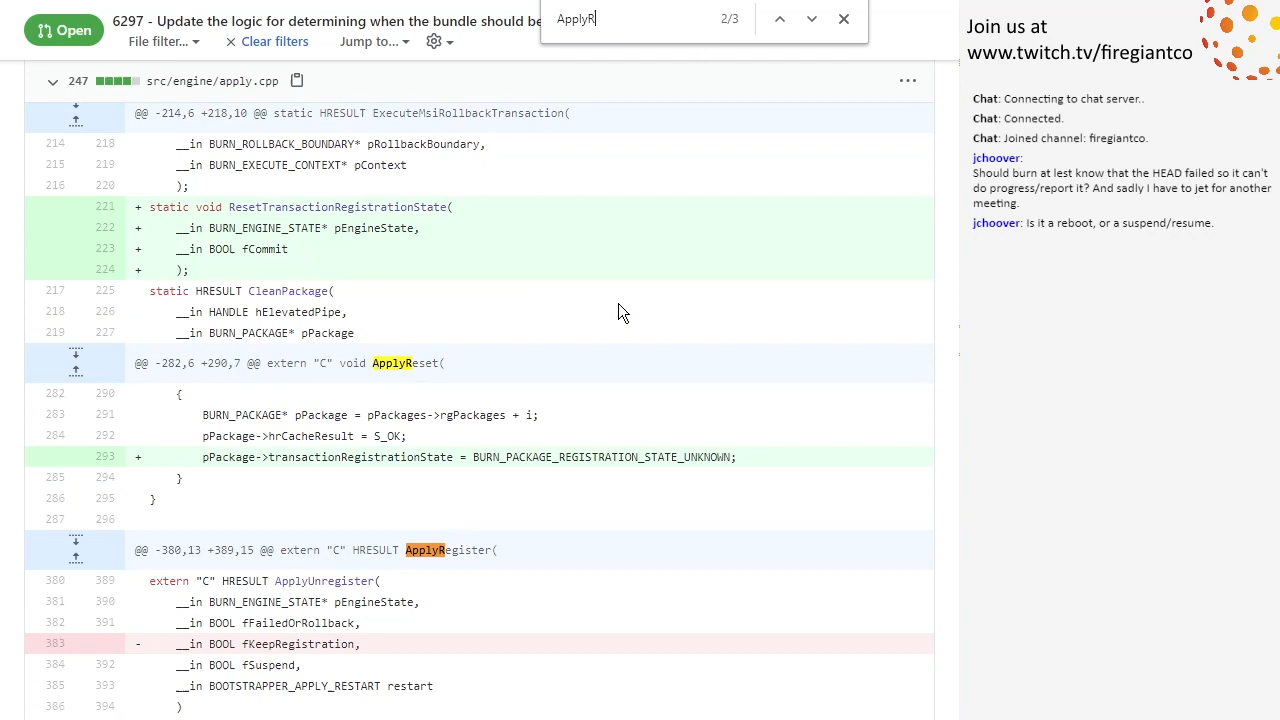 Open
6297 - Update the logic for determining when the bundle should be
File filter...
Clear filters
Jump to...
ApplyR
2/3
Join us at
www.twitch.tv/firegiantco
247 src/engine/apply.cpp
@@ -214,6 +218,10 @@ static HRESULT ExecuteMsiRollbackTransaction(
214 218 __in BURN_ROLLBACK_BOUNDARY* pRollbackBoundary,
215 219 __in BURN_EXECUTE_CONTEXT* pContext
216 220 );
221 + static void ResetTransactionRegistrationState(
222 + __in BURN_ENGINE_STATE* pEngineState,
223 + __in BOOL fCommit
224 + );
217 225 static HRESULT CleanPackage(
218 226 __in HANDLE hElevatedPipe,
219 227 __in BURN_PACKAGE* pPackage
@@ -282,6 +290,7 @@ extern "C" void ApplyReset(
282 290 {
283 291 BURN_PACKAGE* pPackage = pPackages->rgPackages + i;
284 292 pPackage->hrCacheResult = S_OK;
293 + pPackage->transactionRegistrationState = BURN_PACKAGE_REGISTRATION_STATE_UNKNOWN;
285 294 }
286 295 }
287 296
@@ -380,13 +389,15 @@ extern "C" HRESULT ApplyRegister(
380 389 extern "C" HRESULT ApplyUnregister(
381 390 __in BURN_ENGINE_STATE* pEngineState,
382 391 __in BOOL fFailedOrRollback,
383 - __in BOOL fKeepRegistration,
384 392 __in BOOL fSuspend,
385 393 __in BOOTSTRAPPER_APPLY_RESTART restart
386 394 )
Chat: Connecting to chat server..
Chat: Connected.
Chat: Joined channel: firegiantco.
jchoover:
Should burn at lest know that the HEAD failed so it can't
do progress/report it? And sadly I have to jet for another
meeting.
jchoover: Is it a reboot, or a suspend/resume.